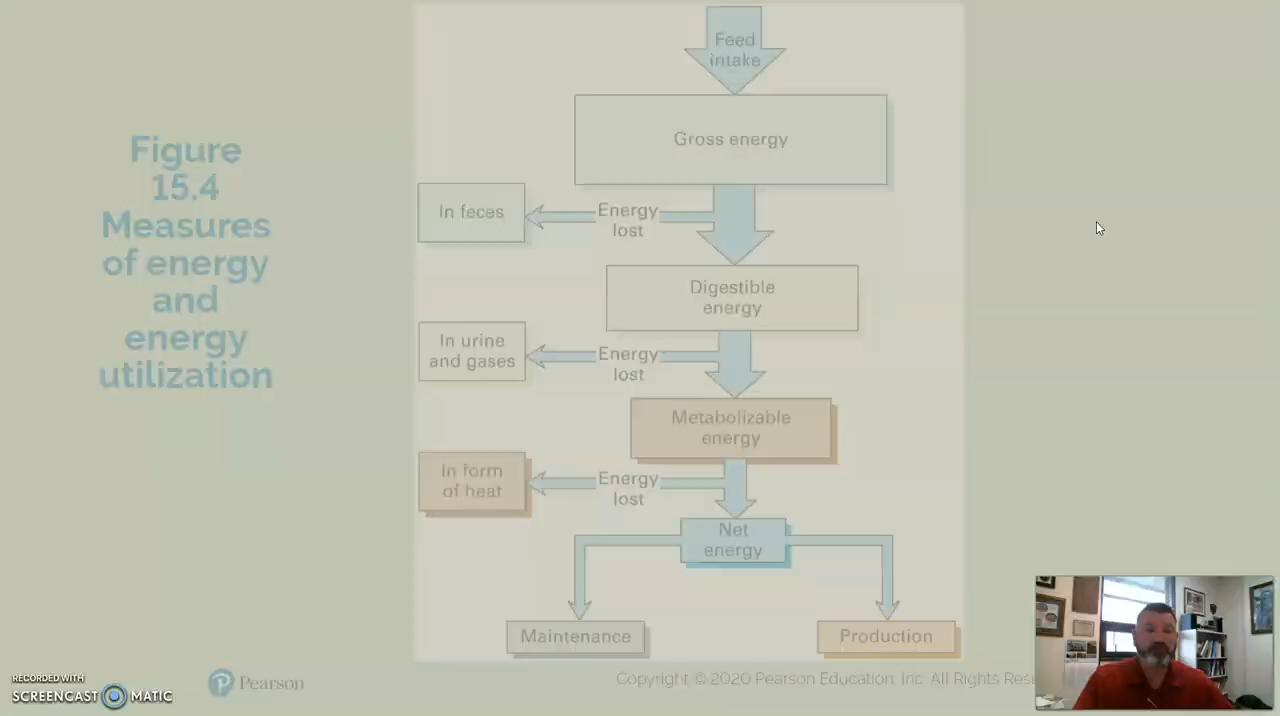 Figure
15.4
Measures
of energy
and
energy
utilization
Feed
intake
Gross energy
In feces
Energy
lost
Digestible
energy
In urine
and gases
Energy
lost
Metabolizable
energy
In form
of heat
Energy
lost
Net
energy
Maintenance
Production
RECORDED WITH
SCREENCAST MATIC
Pearson
Copyright © 2020 Pearson Education, Inc. All Rights